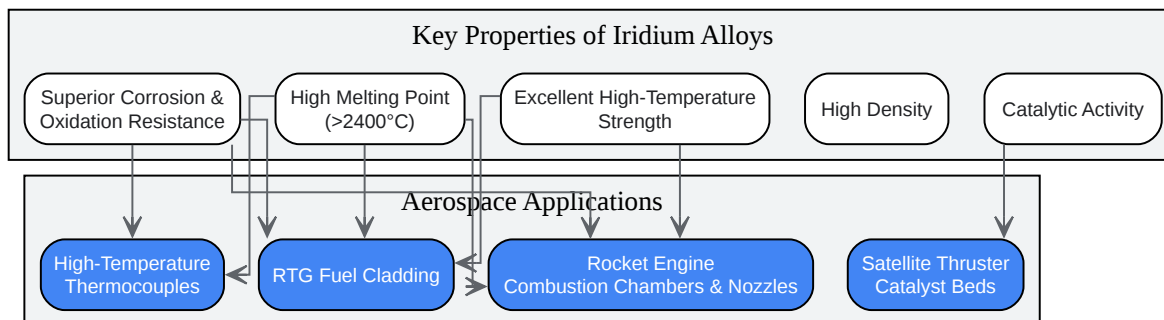 Key Properties of Iridium Alloys
Superior Corrosion &
Oxidation Resistance
High Melting Point
(>2400°C)
Excellent High-Temperature
Strength
High Density
Catalytic Activity
Aerospace Applications
High-Temperature
Thermocouples
RTG Fuel Cladding
Rocket Engine
Combustion Chambers & Nozzles
Satellite Thruster
Catalyst Beds